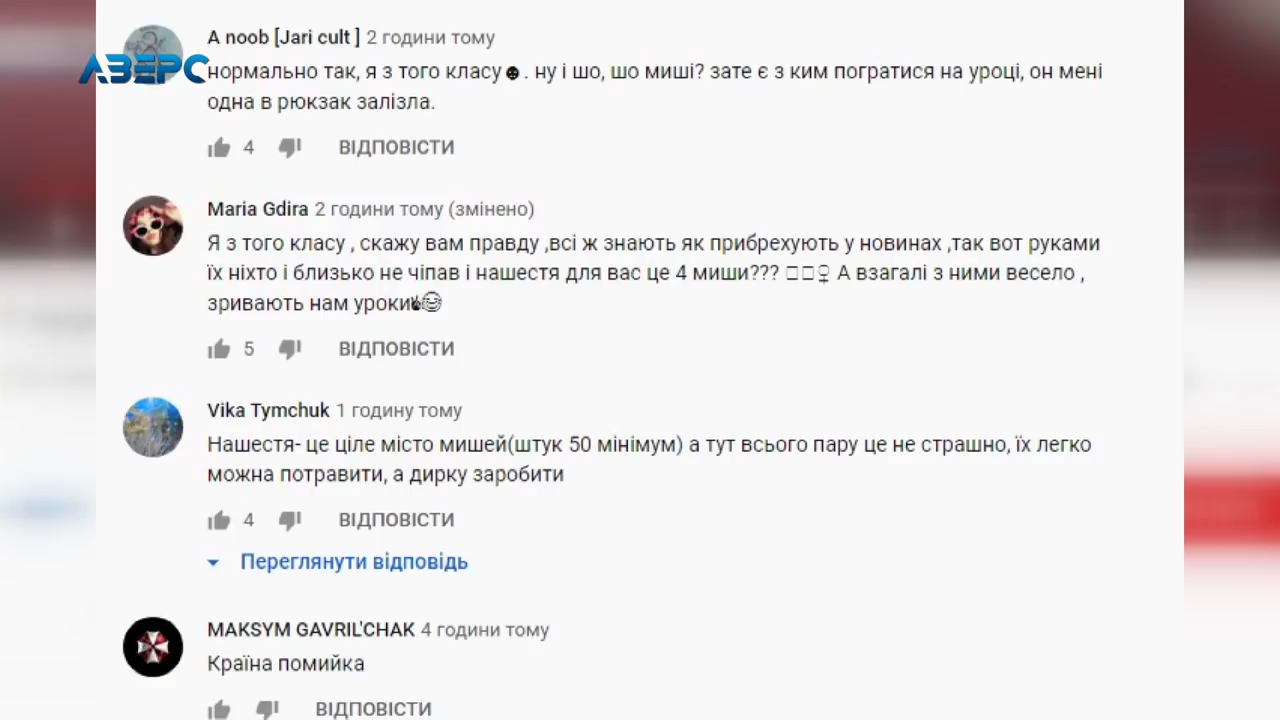 A noob [Jari cult ] 2 години тому
АВЕРС
нормально так, я з того класу☻. ну і шо, шо миші? зате є з ким погратися на уроці, он мені
одна в рюкзак залізла.
4 ВІДПОВІСТИ
Maria Gdira 2 години тому (змінено)
Я з того класу , скажу вам правду ,всі ж знають як прибрехують у новинах ,так вот руками
їх ніхто і близько не чіпав і нашестя для вас це 4 миши??? □□♀ А взагалі з ними весело ,
зривають нам уроки✌😂
5 ВІДПОВІСТИ
Vika Tymchuk 1 годину тому
Нашестя- це ціле місто мишей(штук 50 мінімум) а тут всього пару це не страшно, їх легко
можна потравити, а дирку заробити
4 ВІДПОВІСТИ
Переглянути відповідь
MAKSYM GAVRIL'CHAK 4 години тому
Країна помийка
ВІДПОВІСТИ